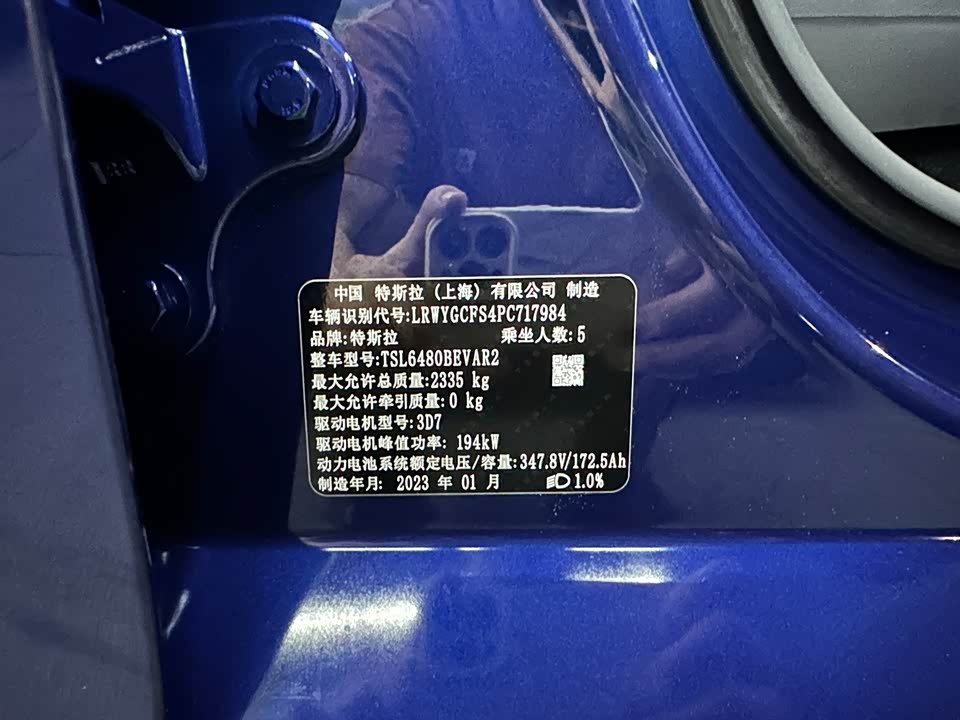 中国 特斯拉(上海)有限公司 制造
车辆识别代号:LRWYGCFS4PC717984
品牌:特斯拉 乘坐人数:5
整车型号:TSL6480BEVAR2
最大允许总质量:2335 kg
最大允许牵引质量:0 kg
驱动电机型号:3D7
驱动电机峰值功率: 194kW
动力电池系统额定电压/容量:347.8V/172.5Ah
制造年月: 2023 年 01 月 1.0%